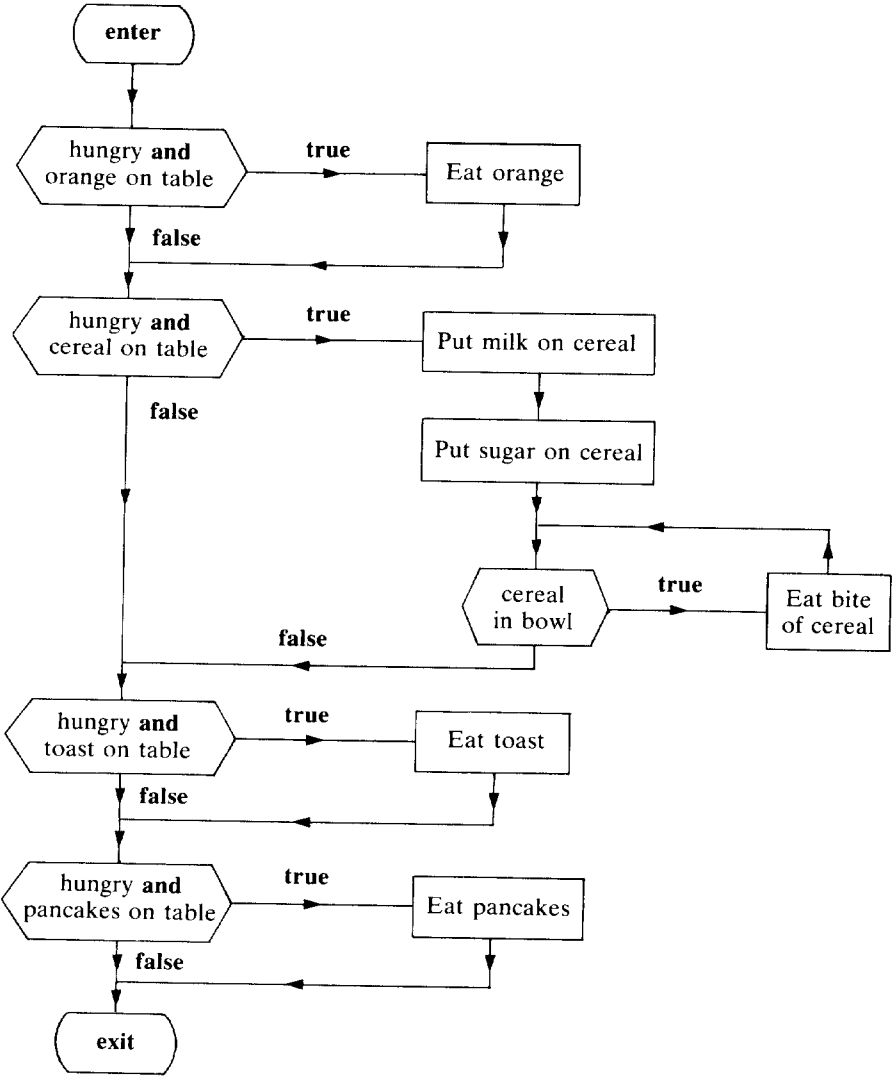 enter
hungry and
orange on table
true
Eat orange
false
hungry and
cereal on table
true
Put milk on cereal
false
Put sugar on cereal
cereal
in bowl
true
Eat bite
of cereal
false
hungry and
toast on table
true
Eat toast
false
hungry and
pancakes on table
true
Eat pancakes
false
exit